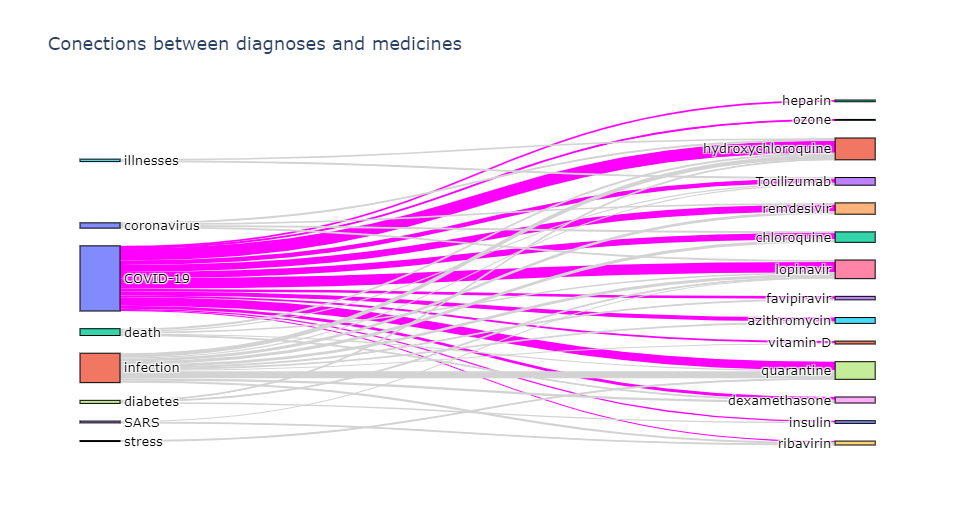 Conections between diagnoses and medicines
illnesses
coronavirus
COVID-19
death
infection
diabetes
SARS
stress
heparin
ozone
hydroxychloroquine
Tocilizumab
remdesivir
chloroquine
lopinavir
favipiravir
azithromycin
vitamin D
quarantine
dexamethasone
insulin
ribavirin